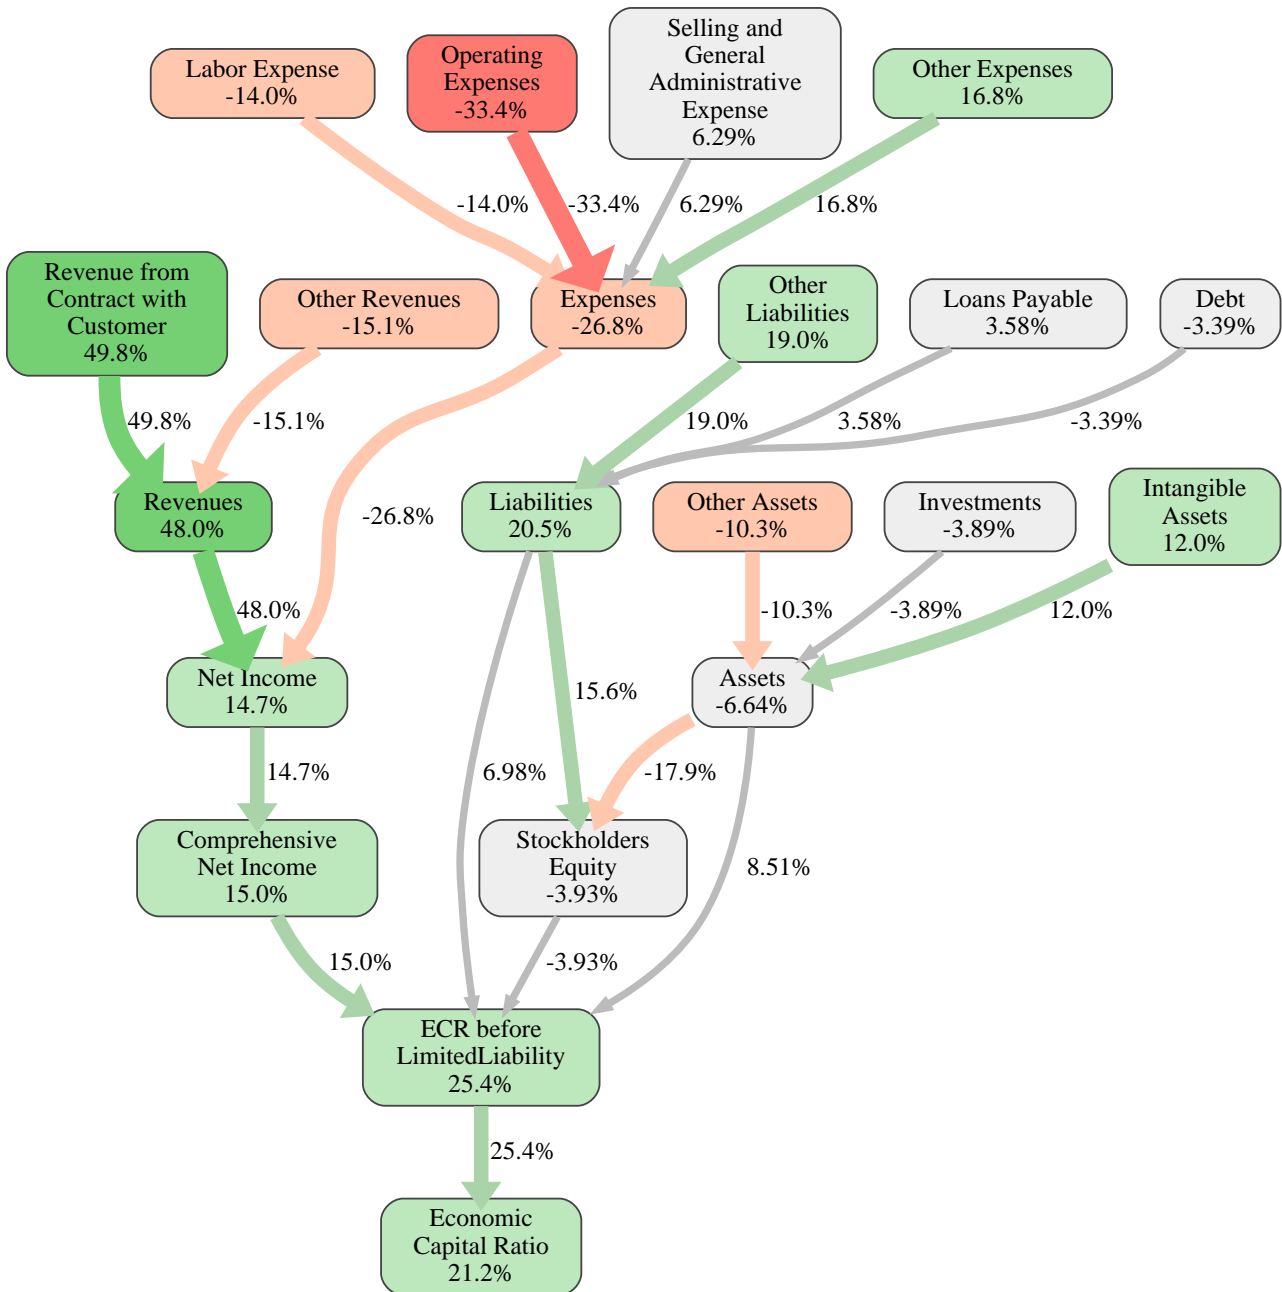 Labor Expense
-14.0%
Operating
Expenses
-33.4%
Selling and
General
Administrative
Expense
6.29%
Other Expenses
16.8%
-14.0%
-33.4%
6.29%
16.8%
Revenue from
Contract with
Customer
49.8%
Other Revenues
-15.1%
Expenses
-26.8%
Other
Liabilities
19.0%
Loans Payable
3.58%
Debt
-3.39%
49.8%
-15.1%
19.0%
3.58%
-3.39%
Revenues
48.0%
-26.8%
Liabilities
20.5%
Other Assets
-10.3%
Investments
-3.89%
Intangible
Assets
12.0%
48.0%
-10.3%
-3.89%
12.0%
Net Income
14.7%
15.6%
Assets
-6.64%
14.7%
6.98%
-17.9%
Comprehensive
Net Income
15.0%
Stockholders
Equity
-3.93%
8.51%
15.0%
-3.93%
ECR before
LimitedLiability
25.4%
25.4%
Economic
Capital Ratio
21.2%